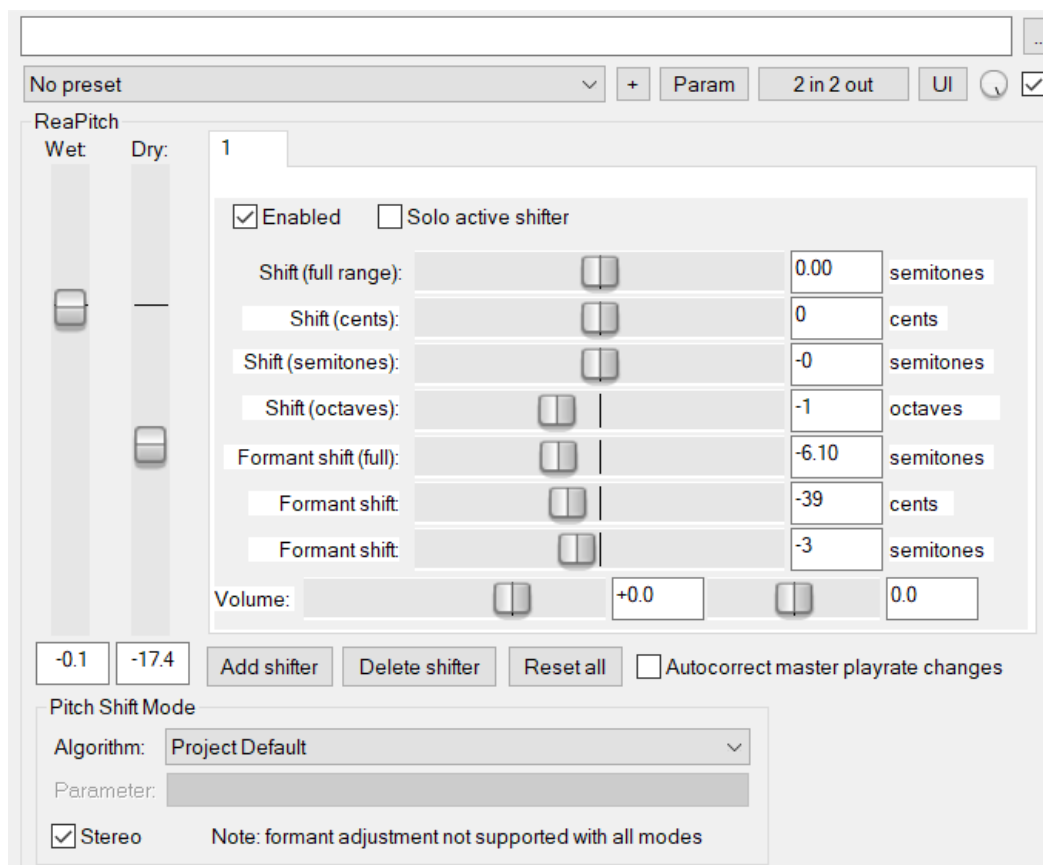 ..
No preset + Param 2 in 2 out UI
ReaPitch
Wet: Dry: 1
Enabled Solo active shifter
Shift (full range): 0.00 semitones
Shift (cents): 0 cents
Shift (semitones): -0 semitones
Shift (octaves): -1 octaves
Formant shift (full): -6.10 semitones
Formant shift: -39 cents
Formant shift: -3 semitones
Volume: +0.0 0.0
-0.1 -17.4 Add shifter Delete shifter Reset all Autocorrect master playrate changes
Pitch Shift Mode
Algorithm: Project Default
Parameter:
Stereo Note: formant adjustment not supported with all modes